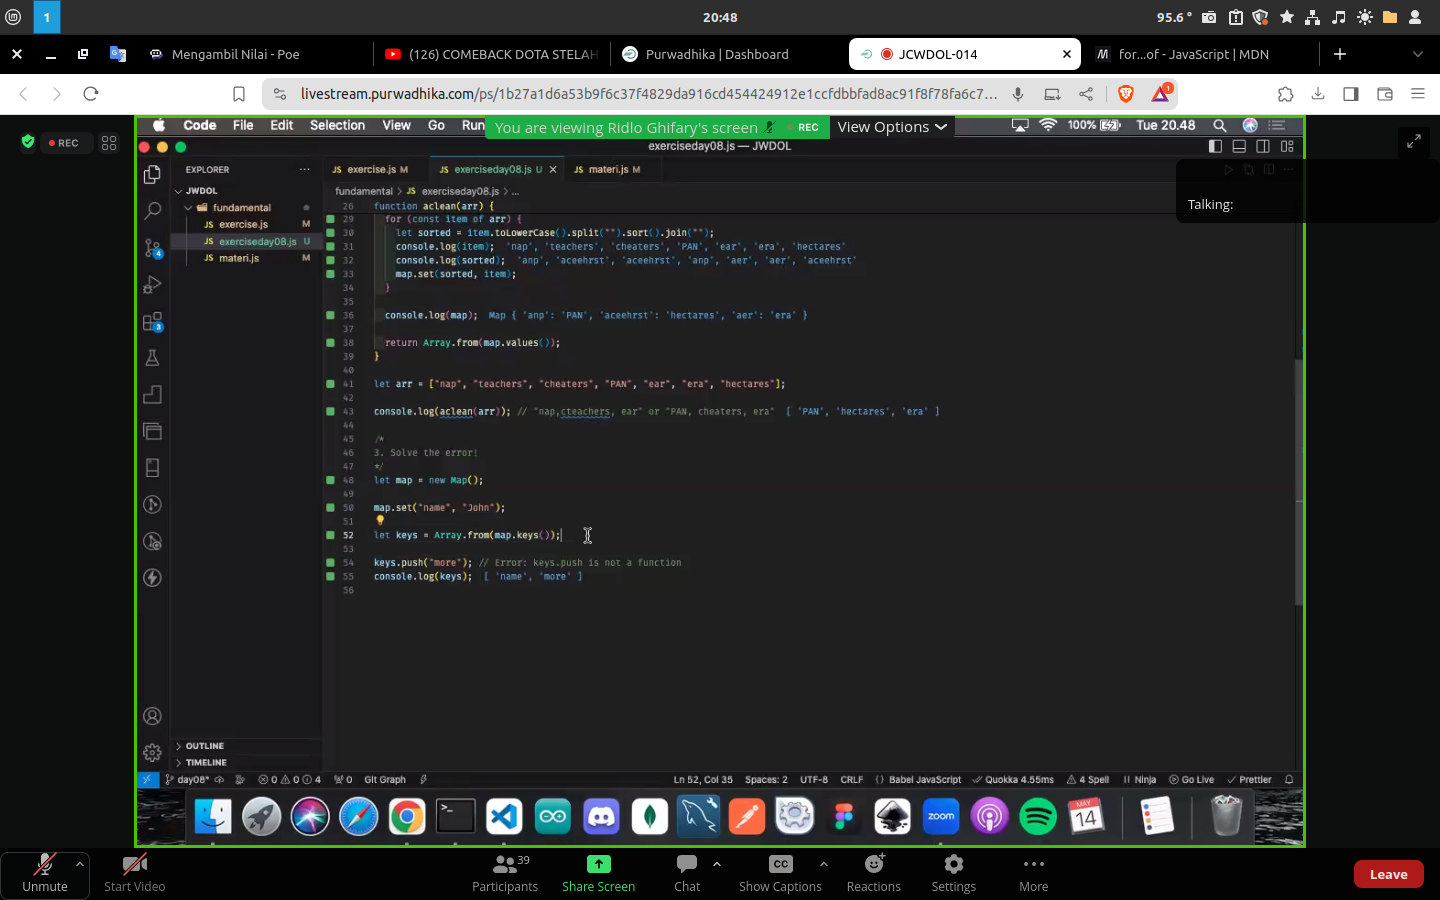 1
20:48
95.6 °
Mengambil Nilai - Poe
(126) COMEBACK DOTA STELAH
Purwadhika | Dashboard
JCWDOL-014
for...of - JavaScript | MDN
livestream.purwadhika.com/ps/1b27a1d6a53b9f6c37f4829da916cd454424912e1ccfdbbfad8ac91f8f78fa6c7...
1
REC
Code File Edit Selection View Go Run
You are viewing Ridlo Ghifary's screen
REC
View Options
100%
Tue 20.48
exerciseday08.js — JWDOL
EXPLORER
JS exercise.js M
JS exerciseday08.js U
JS materi.js M
Talking:
JWDOL
fundamental
JS exercise.js M
JS exerciseday08.js U
JS materi.js M
fundamental > JS exerciseday08.js > ...
26 function aclean(arr) {
29 for (const item of arr) {
30 let sorted = item.toLowerCase().split("").sort().join("");
31 console.log(item); 'nap', 'teachers', 'cheaters', 'PAN', 'ear', 'era', 'hectares'
32 console.log(sorted); 'anp', 'aceehrst', 'aceehrst', 'anp', 'aer', 'aer', 'aceehrst'
33 map.set(sorted, item);
34 }
35
36 console.log(map); Map { 'anp': 'PAN', 'aceehrst': 'hectares', 'aer': 'era' }
37
38 return Array.from(map.values());
39 }
40
41 let arr = ["nap", "teachers", "cheaters", "PAN", "ear", "era", "hectares"];
42
43 console.log(aclean(arr)); // "nap,cteachers, ear" or "PAN, cheaters, era" [ 'PAN', 'hectares', 'era' ]
44
45 /*
46 3. Solve the error!
47 */
48 let map = new Map();
49
50 map.set("name", "John");
51
52 let keys = Array.from(map.keys());
53
54 keys.push("more"); // Error: keys.push is not a function
55 console.log(keys); [ 'name', 'more' ]
56
4
3
OUTLINE
TIMELINE
day08*
0 0 4
0
Git Graph
Ln 52, Col 35
Spaces: 2
UTF-8
CRLF
{} Babel JavaScript
Quokka 4.55ms
4 Spell
Ninja
Go Live
Prettier
zoom
MAY
14
Unmute
Start Video
39
Participants
Share Screen
Chat
CC
Show Captions
Reactions
Settings
More
Leave